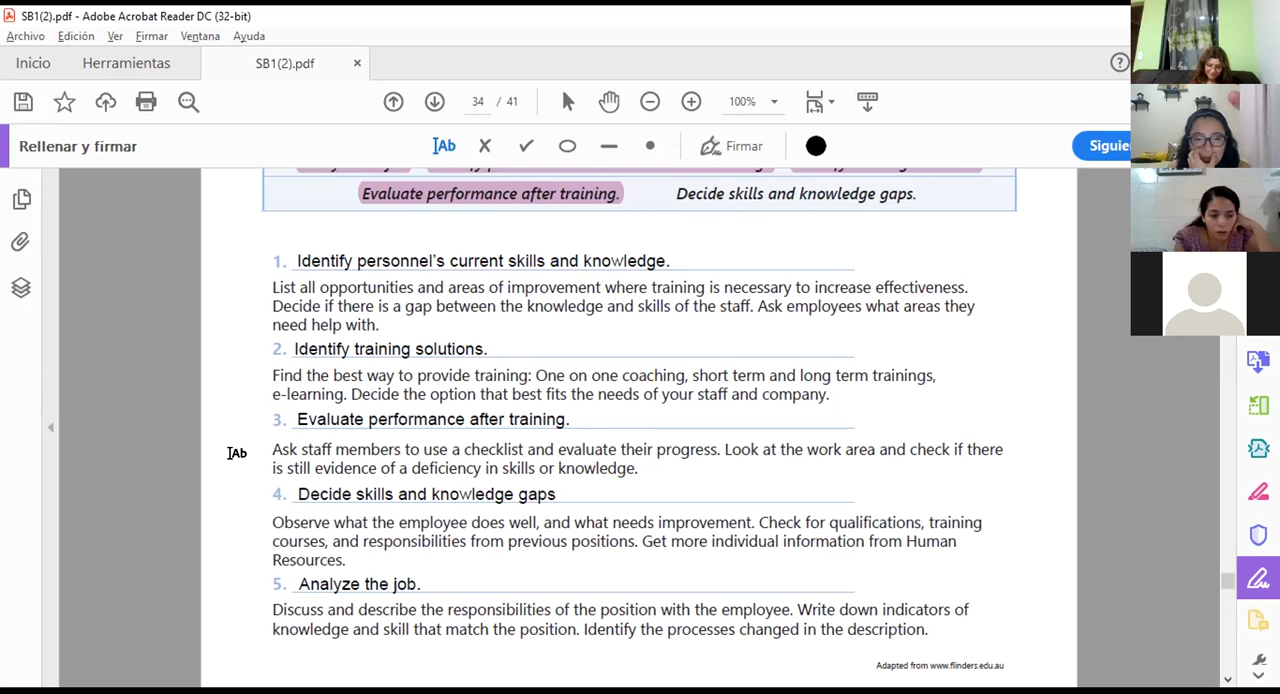 SB1(2).pdf - Adobe Acrobat Reader DC (32-bit)
Archivo Edición Ver Firmar Ventana Ayuda
Inicio Herramientas SB1(2).pdf ×
34 / 41 100%
Rellenar y firmar Ab Firmar Siguie
Evaluate performance after training. Decide skills and knowledge gaps.
1. Identify personnel's current skills and knowledge.
List all opportunities and areas of improvement where training is necessary to increase effectiveness.
Decide if there is a gap between the knowledge and skills of the staff. Ask employees what areas they
need help with.
2. Identify training solutions.
Find the best way to provide training: One on one coaching, short term and long term trainings,
e-learning. Decide the option that best fits the needs of your staff and company.
3. Evaluate performance after training.
Ab
Ask staff members to use a checklist and evaluate their progress. Look at the work area and check if there
is still evidence of a deficiency in skills or knowledge.
4. Decide skills and knowledge gaps
Observe what the employee does well, and what needs improvement. Check for qualifications, training
courses, and responsibilities from previous positions. Get more individual information from Human
Resources.
5. Analyze the job.
Discuss and describe the responsibilities of the position with the employee. Write down indicators of
knowledge and skill that match the position. Identify the processes changed in the description.
Adapted from www.flinders.edu.au